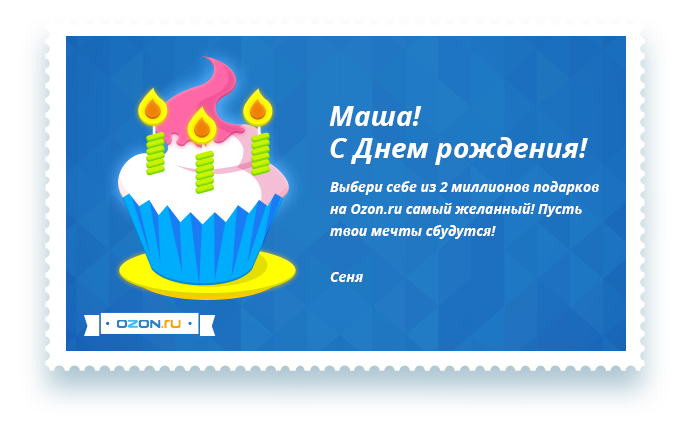 Маша!
С Днем рождения!
Выбери себе из 2 миллионов подарков
на Ozon.ru самый желанный! Пусть
твои мечты сбудутся!
Сеня
OZON.ru